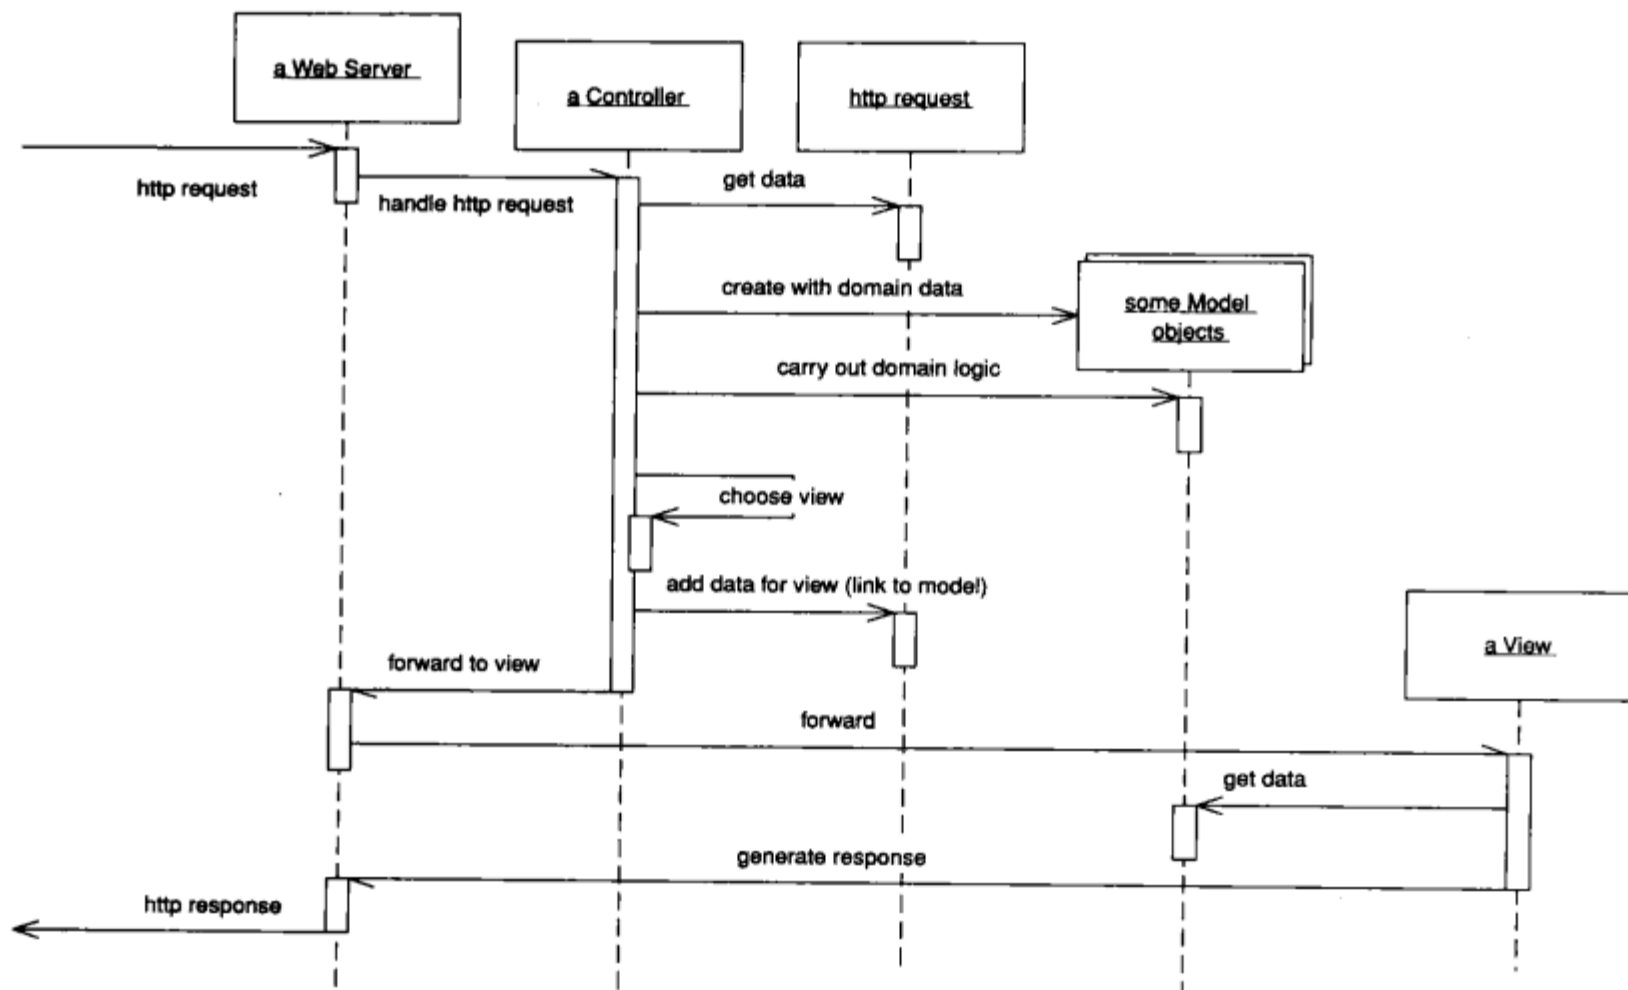 a Web Server
a Controller
http request
http request
handle http request
get data
create with domain data
some Model
objects
carry out domain logic
choose view
add data for view (link to model)
a View
forward to view
forward
get data
generate response
http response